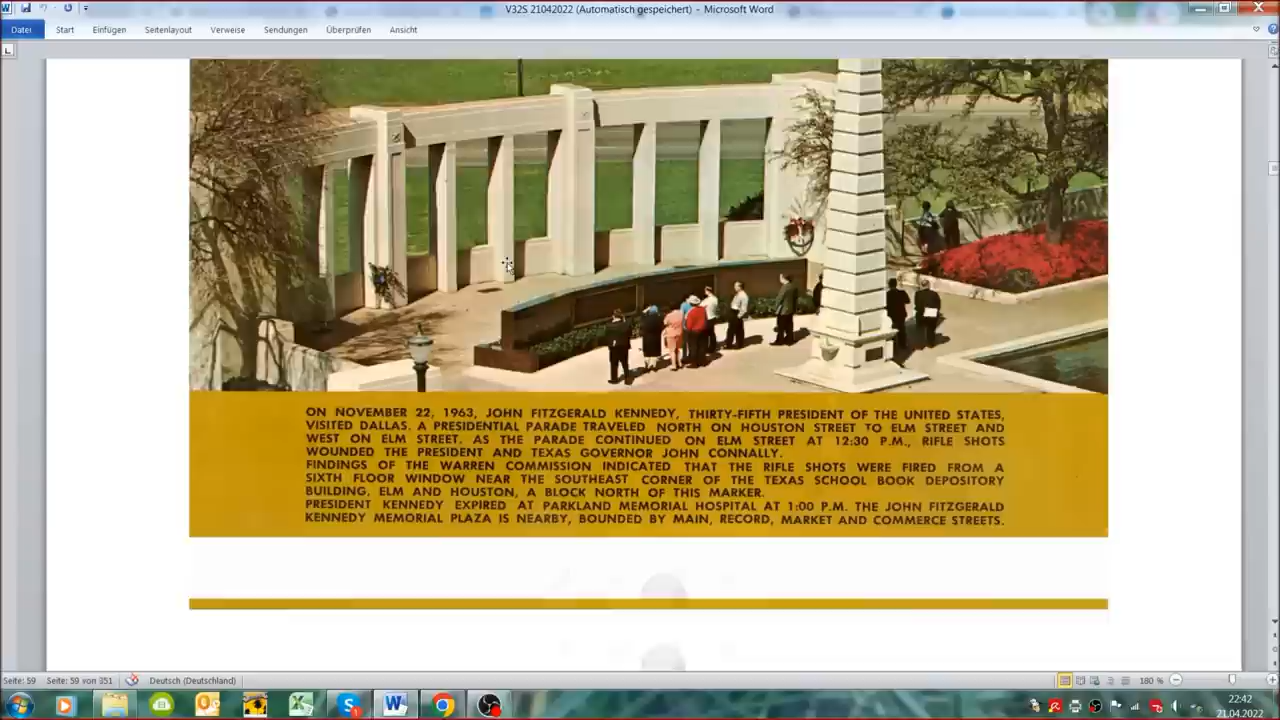 V32S 21042022 (Automatisch gespeichert) - Microsoft Word
Datei Start Einfügen Seitenlayout Verweise Sendungen Überprüfen Ansicht
ON NOVEMBER 22, 1963, JOHN FITZGERALD KENNEDY, THIRTY-FIFTH PRESIDENT OF THE UNITED STATES,
VISITED DALLAS. A PRESIDENTIAL PARADE TRAVELED NORTH ON HOUSTON STREET TO ELM STREET AND
WEST ON ELM STREET. AS THE PARADE CONTINUED ON ELM STREET AT 12:30 P.M., RIFLE SHOTS
WOUNDED THE PRESIDENT AND TEXAS GOVERNOR JOHN CONNALLY.
FINDINGS OF THE WARREN COMMISSION INDICATED THAT THE RIFLE SHOTS WERE FIRED FROM A
SIXTH FLOOR WINDOW NEAR THE SOUTHEAST CORNER OF THE TEXAS SCHOOL BOOK DEPOSITORY
BUILDING, ELM AND HOUSTON, A BLOCK NORTH OF THIS MARKER.
PRESIDENT KENNEDY EXPIRED AT PARKLAND MEMORIAL HOSPITAL AT 1:00 P.M. THE JOHN FITZGERALD
KENNEDY MEMORIAL PLAZA IS NEARBY, BOUNDED BY MAIN, RECORD, MARKET AND COMMERCE STREETS.
Seite: 59 Seite: 59 von 351 Deutsch (Deutschland) 180 %
22:42
21.04.2022